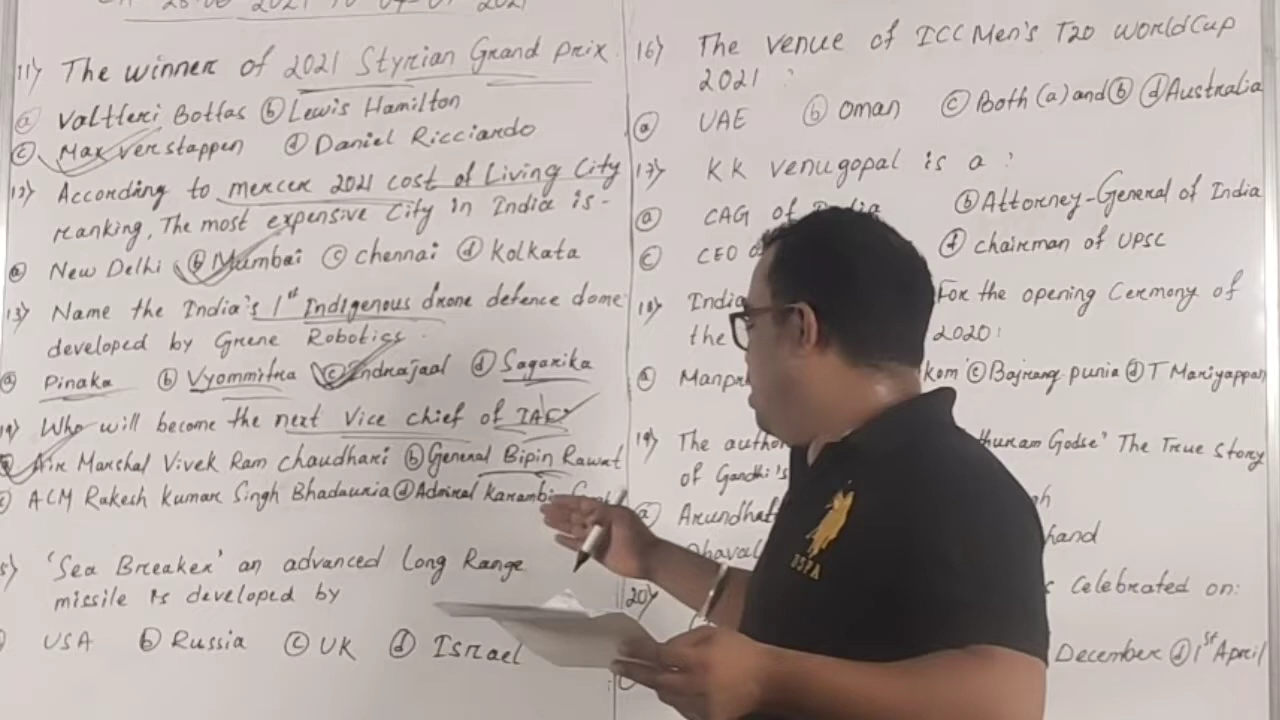 28-06-2021 to 04-07-2021
11) The winner of 2021 Styrian Grand prix
a Valtteri Bottas b Lewis Hamilton
c Max verstappen d Daniel Ricciardo
12) According to mercer 2021 cost of Living City
ranking, The most expensive City in India is -
a New Delhi b Mumbai c Chennai d Kolkata
13) Name the India's 1st Indigenous drone defence dome
developed by Grene Robotics.
a Pinaka b Vyommitra c Indrajaal d Sagarika
Who will become the next Vice chief of IAF
Air Marshal Vivek Ram Chaudhari b General Bipin Rawat
c ACM Rakesh Kumar Singh Bhadauria d Admiral Karambir
5) 'Sea Breaker' an advanced Long Range
missile is developed by
USA b Russia c UK d Israel
16) The venue of ICC Men's T20 WorldCup
2021 :
a UAE b Oman c Both (a) and b d Australia
17) KK venugopal is a :
a CAG of India b Attorney-General of India
c CEO d Chairman of UPSC
18) India For the opening Cermony of
the 2020:
a Manpr kom c Bajrang punia d T Mariyappan
19) The author thuram Godse' The True Story
of Gandhi's
a Arundhat gh
Dhaval hand
20) s Celebrated on:
December d 1st April
NSPA